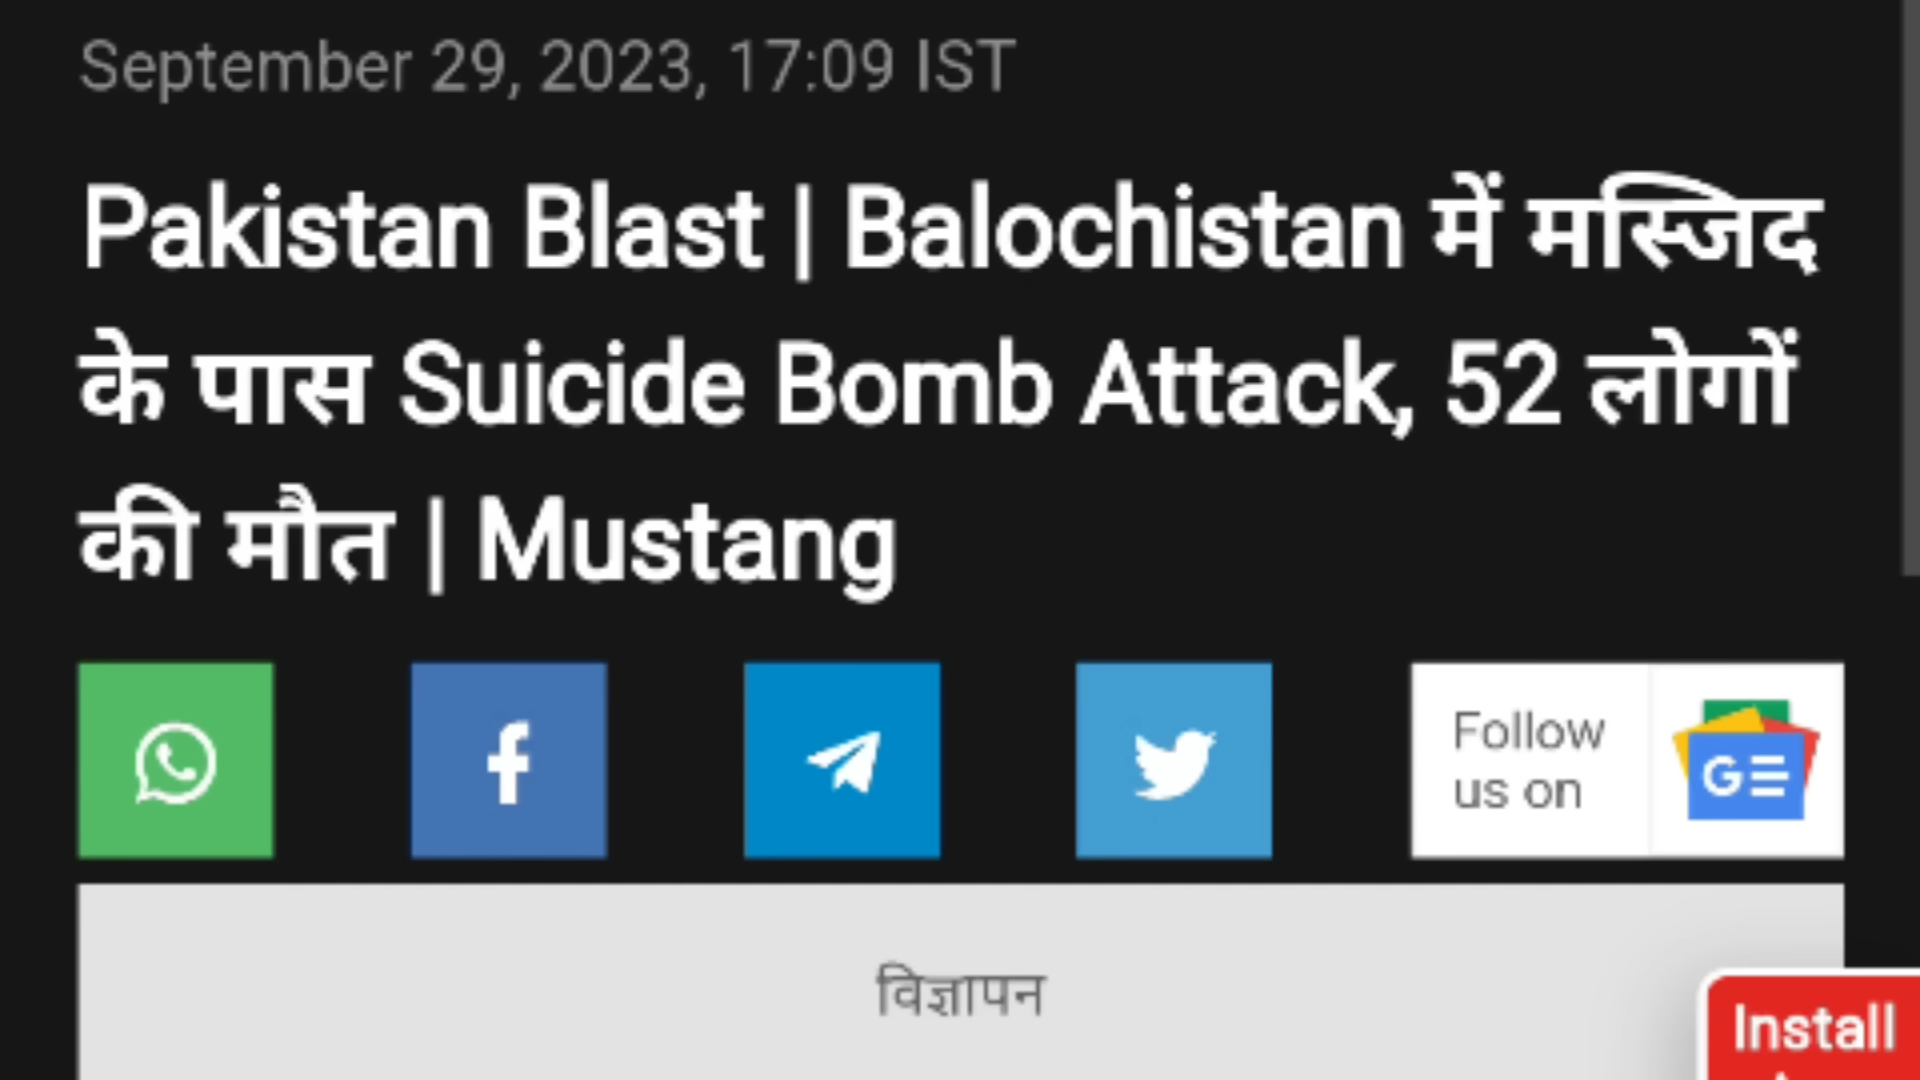 September 29, 2023, 17:09 IST
Pakistan Blast | Balochistan में मस्जिद
के पास Suicide Bomb Attack, 52 लोगों
की मौत | Mustang
Follow
us on
GE
विज्ञापन
Install